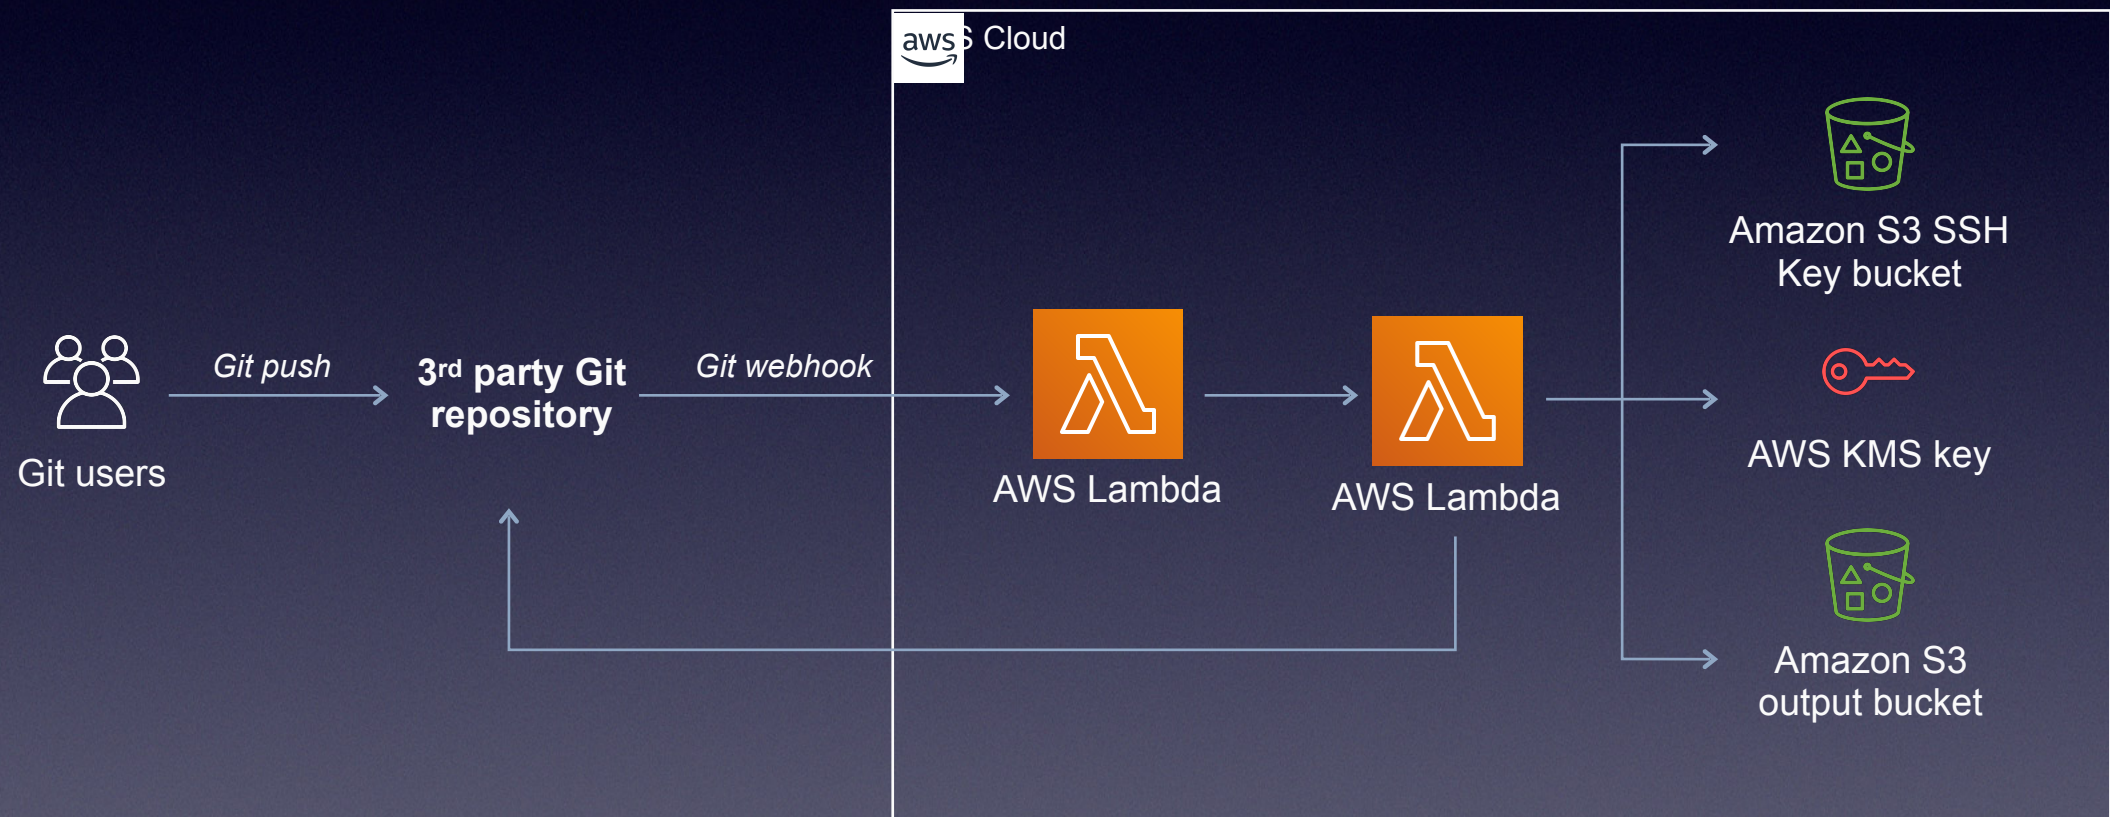 aws
S Cloud
Git push
3rd party Git
repository
Git webhook
Git users
AWS Lambda
AWS Lambda
Amazon S3 SSH
Key bucket
AWS KMS key
Amazon S3
output bucket